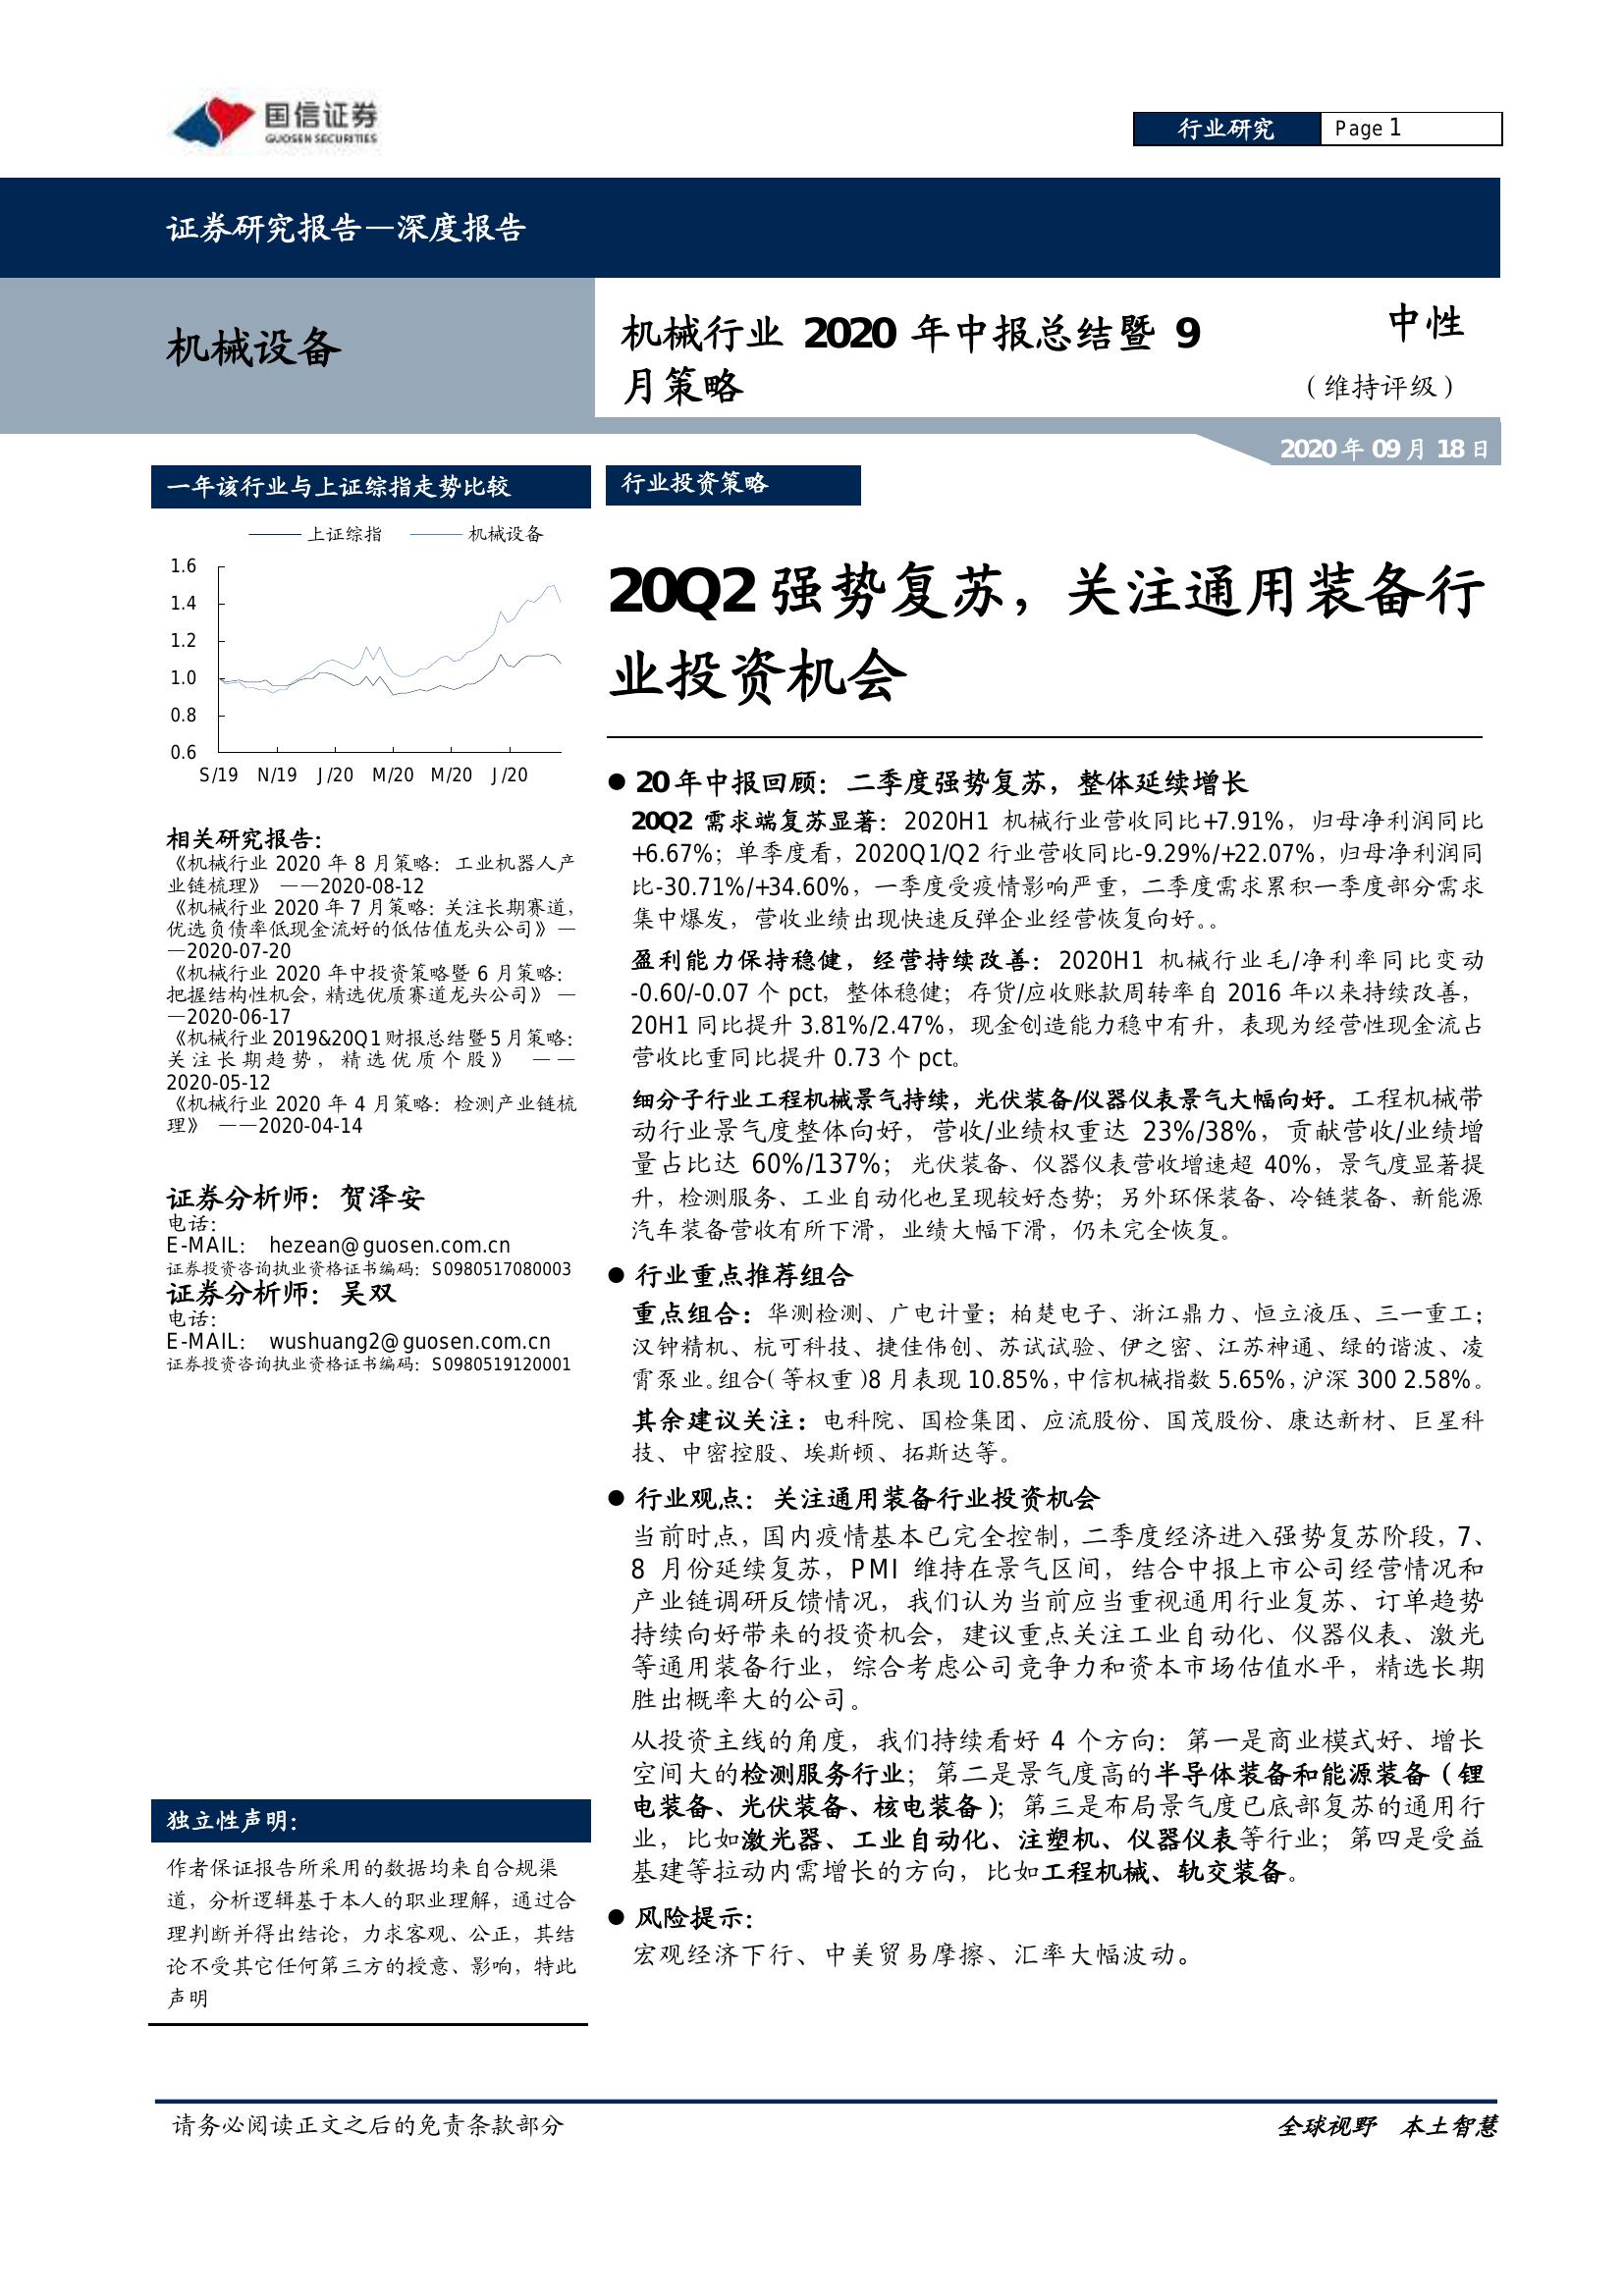 国信证券
GUOSEN SECURITIES
行业研究
Page 1
证券研究报告—深度报告
机械设备
机械行业 2020 年中报总结暨 9
月策略
中性
（维持评级）
2020 年 09 月 18 日
一年该行业与上证综指走势比较
上证综指 机械设备
1.6
1.4
1.2
1.0
0.8
0.6
S/19 N/19 J/20 M/20 M/20 J/20
相关研究报告：
《机械行业 2020 年 8 月策略：工业机器人产
业链梳理》 ——2020-08-12
《机械行业 2020 年 7 月策略：关注长期赛道，
优选负债率低现金流好的低估值龙头公司》—
—2020-07-20
《机械行业 2020 年中投资策略暨 6 月策略：
把握结构性机会，精选优质赛道龙头公司》 —
—2020-06-17
《机械行业 2019&20Q1 财报总结暨 5 月策略：
关注长期趋势，精选优质个股》 ——
2020-05-12
《机械行业 2020 年 4 月策略：检测产业链梳
理》 ——2020-04-14
证券分析师：贺泽安
电话：
E-MAIL： hezean@guosen.com.cn
证券投资咨询执业资格证书编码：S0980517080003
证券分析师：吴双
电话：
E-MAIL： wushuang2@guosen.com.cn
证券投资咨询执业资格证书编码：S0980519120001
独立性声明：
作者保证报告所采用的数据均来自合规渠
道，分析逻辑基于本人的职业理解，通过合
理判断并得出结论，力求客观、公正，其结
论不受其它任何第三方的授意、影响，特此
声明
行业投资策略
20Q2 强势复苏，关注通用装备行
业投资机会
● 20 年中报回顾：二季度强势复苏，整体延续增长
20Q2 需求端复苏显著：2020H1 机械行业营收同比+7.91%，归母净利润同比
+6.67%；单季度看，2020Q1/Q2 行业营收同比-9.29%/+22.07%，归母净利润同
比-30.71%/+34.60%，一季度受疫情影响严重，二季度需求累积一季度部分需求
集中爆发，营收业绩出现快速反弹企业经营恢复向好。。
盈利能力保持稳健，经营持续改善：2020H1 机械行业毛/净利率同比变动
-0.60/-0.07 个 pct，整体稳健；存货/应收账款周转率自 2016 年以来持续改善，
20H1 同比提升 3.81%/2.47%，现金创造能力稳中有升，表现为经营性现金流占
营收比重同比提升 0.73 个 pct。
细分子行业工程机械景气持续，光伏装备/仪器仪表景气大幅向好。工程机械带
动行业景气度整体向好，营收/业绩权重达 23%/38%，贡献营收/业绩增
量占比达 60%/137%；光伏装备、仪器仪表营收增速超 40%，景气度显著提
升，检测服务、工业自动化也呈现较好态势；另外环保装备、冷链装备、新能源
汽车装备营收有所下滑，业绩大幅下滑，仍未完全恢复。
● 行业重点推荐组合
重点组合：华测检测、广电计量；柏楚电子、浙江鼎力、恒立液压、三一重工；
汉钟精机、杭可科技、捷佳伟创、苏试试验、伊之密、江苏神通、绿的谐波、凌
霄泵业。组合（等权重）8 月表现 10.85%，中信机械指数 5.65%，沪深 300 2.58%。
其余建议关注：电科院、国检集团、应流股份、国茂股份、康达新材、巨星科
技、中密控股、埃斯顿、拓斯达等。
● 行业观点：关注通用装备行业投资机会
当前时点，国内疫情基本已完全控制，二季度经济进入强势复苏阶段，7、
8 月份延续复苏，PMI 维持在景气区间，结合中报上市公司经营情况和
产业链调研反馈情况，我们认为当前应当重视通用行业复苏、订单趋势
持续向好带来的投资机会，建议重点关注工业自动化、仪器仪表、激光
等通用装备行业，综合考虑公司竞争力和资本市场估值水平，精选长期
胜出概率大的公司。
从投资主线的角度，我们持续看好 4 个方向：第一是商业模式好、增长
空间大的检测服务行业；第二是景气度高的半导体装备和能源装备（锂
电装备、光伏装备、核电装备）；第三是布局景气度已底部复苏的通用行
业，比如激光器、工业自动化、注塑机、仪器仪表等行业；第四是受益
基建等拉动内需增长的方向，比如工程机械、轨交装备。
● 风险提示：
宏观经济下行、中美贸易摩擦、汇率大幅波动。
请务必阅读正文之后的免责条款部分
全球视野 本土智慧